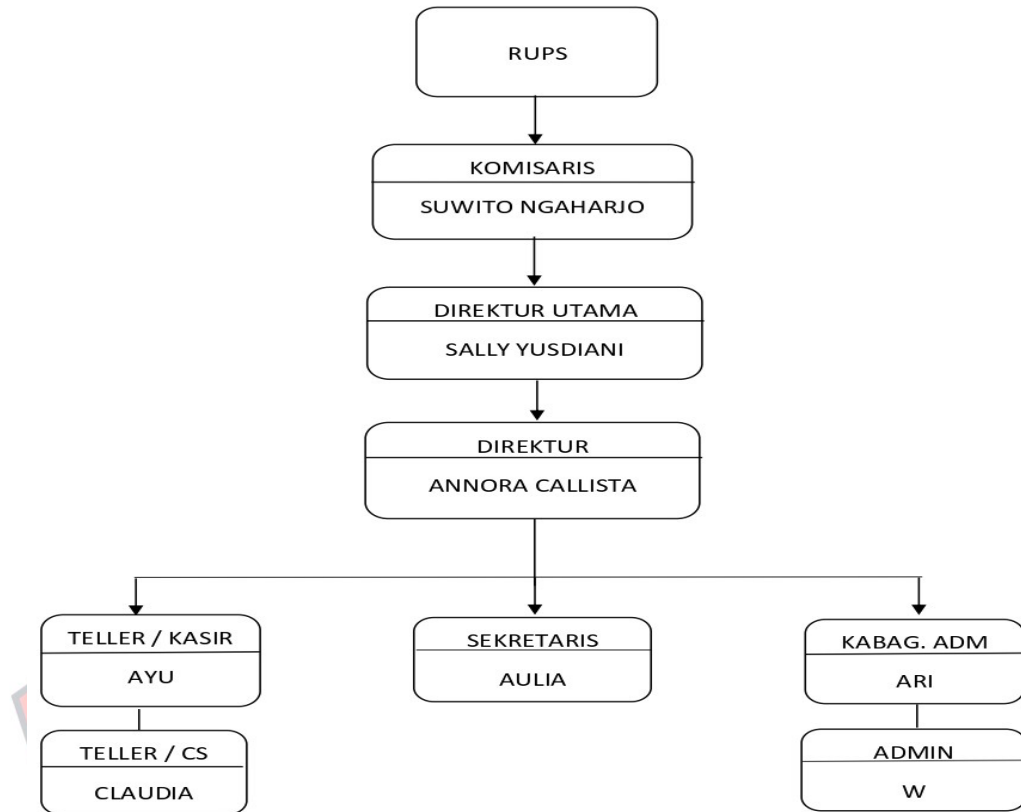 RUPS
KOMISARIS
SUWITO NGAHARJO
DIREKTUR UTAMA
SALLY YUSDIANI
DIREKTUR
ANNORA CALLISTA
TELLER / KASIR
AYU
SEKRETARIS
AULIA
KABAG. ADM
ARI
TELLER / CS
CLAUDIA
ADMIN
W